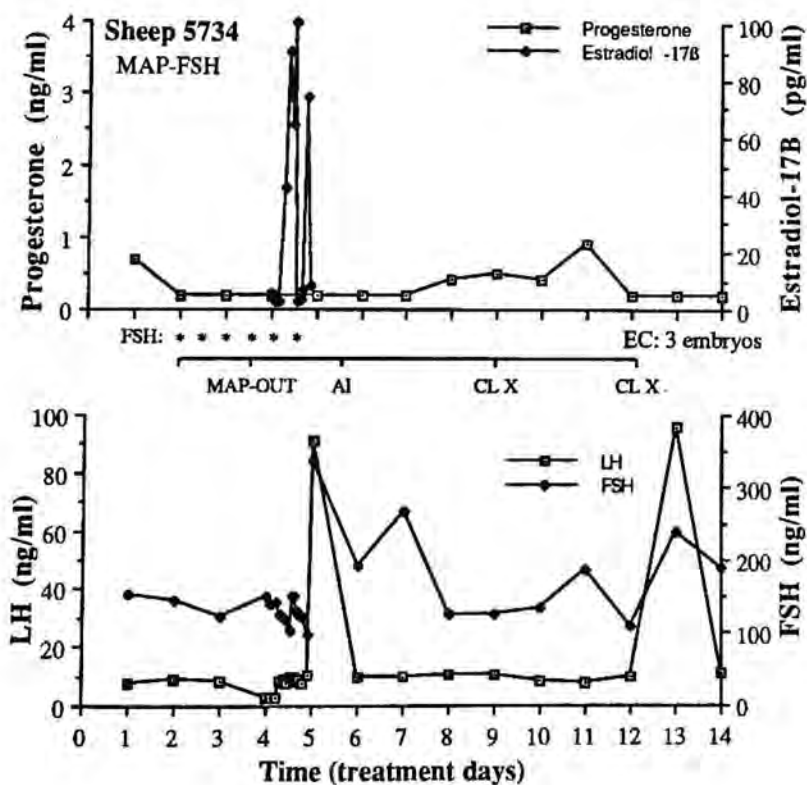 Sheep 5734
MAP-FSH
Progesterone
Estradiol -17ß
Progesterone (ng/ml)
4
3
2
1
0
Estradiol-17B (pg/ml)
100
80
60
40
20
0
FSH: * * * * * *
EC: 3 embryos
MAP-OUT AI CL X CL X
LH
FSH
LH (ng/ml)
100
80
60
40
20
0
FSH (ng/ml)
400
300
200
100
0
0 1 2 3 4 5 6 7 8 9 10 11 12 13 14
Time (treatment days)